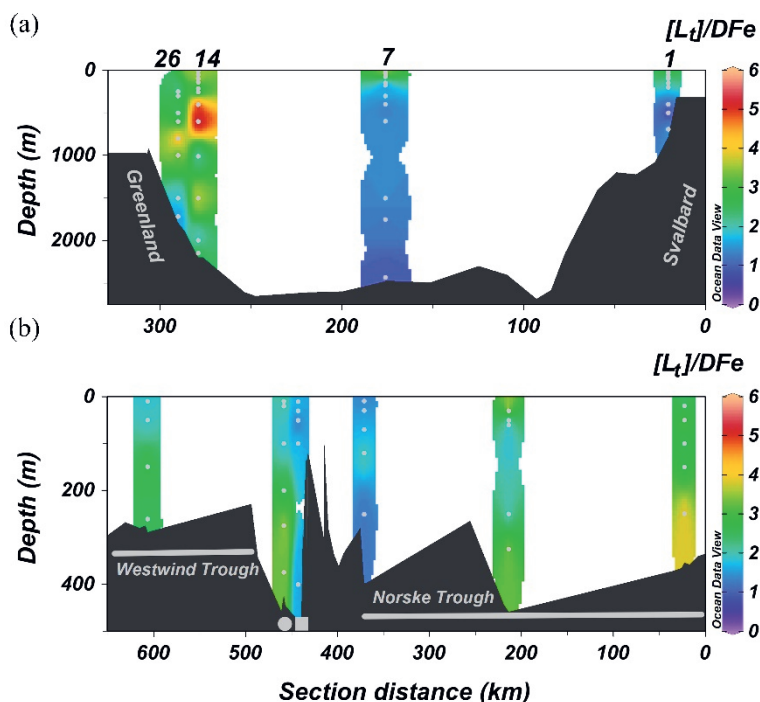 (a)
[Lt]/DFe
26 14 7 1
0
1000
2000
Depth (m)
Greenland
Svalbard
300 200 100 0
6
5
4
3
2
1
0
Ocean Data View
(b)
[Lt]/DFe
0
200
400
Depth (m)
Westwind Trough
Norske Trough
600 500 400 300 200 100 0
Section distance (km)
6
5
4
3
2
1
0
Ocean Data View